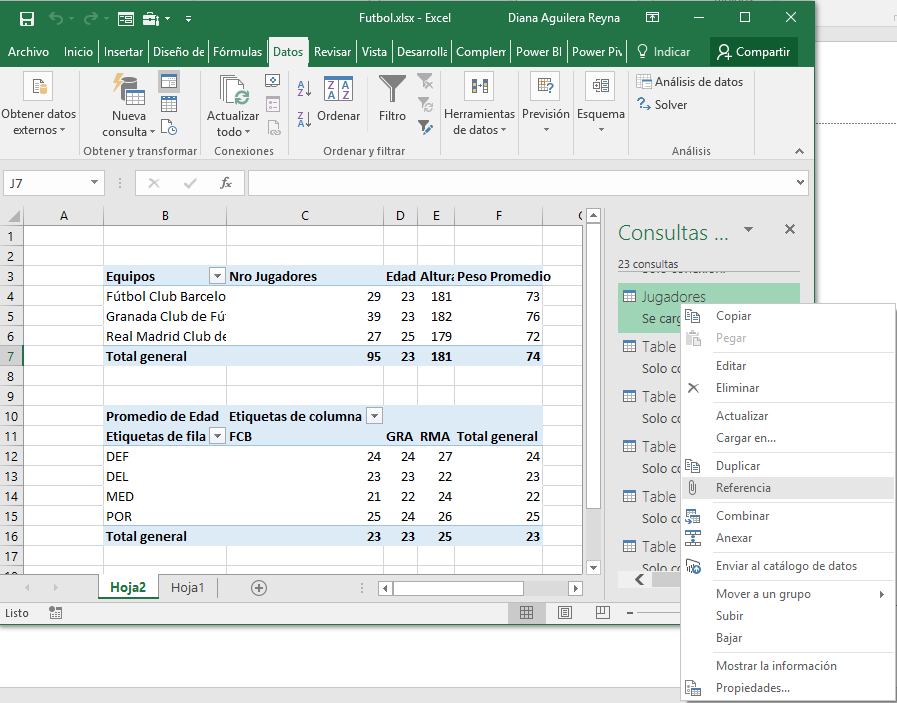 Futbol.xlsx - Excel Diana Aguilera Reyna
Archivo Inicio Insertar Diseño de Fórmulas Datos Revisar Vista Desarrolla Complem Power BI Power Piv Indicar Compartir
Obtener datos externos
Nueva consulta
Obtener y transformar
Actualizar todo
Conexiones
Ordenar
Filtro
Ordenar y filtrar
Herramientas de datos
Previsión
Esquema
Análisis de datos
Solver
Análisis
J7 fx
A B C D E F
1
2
3 Equipos Nro Jugadores Edad Altura Peso Promedio
4 Fútbol Club Barcelo 29 23 181 73
5 Granada Club de Fú 39 23 182 76
6 Real Madrid Club de 27 25 179 72
7 Total general 95 23 181 74
8
9
10 Promedio de Edad Etiquetas de columna
11 Etiquetas de fila FCB GRA RMA Total general
12 DEF 24 24 27 24
13 DEL 23 23 22 23
14 MED 21 22 24 22
15 POR 25 24 26 25
16 Total general 23 23 25 23
17
Hoja2 Hoja1
Listo
Consultas ...
23 consultas
Jugadores
Se carg
Table
Solo co
Table
Solo co
Table
Solo co
Table
Solo co
Table
Solo co
Copiar
Pegar
Editar
Eliminar
Actualizar
Cargar en...
Duplicar
Referencia
Combinar
Anexar
Enviar al catálogo de datos
Mover a un grupo
Subir
Bajar
Mostrar la información
Propiedades...